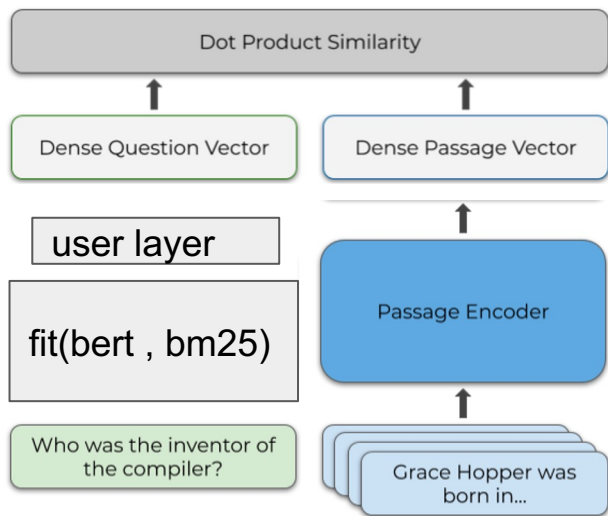 Dot Product Similarity
Dense Question Vector
Dense Passage Vector
user layer
fit(bert , bm25)
Passage Encoder
Who was the inventor of
the compiler?
Grace Hopper was
born in...